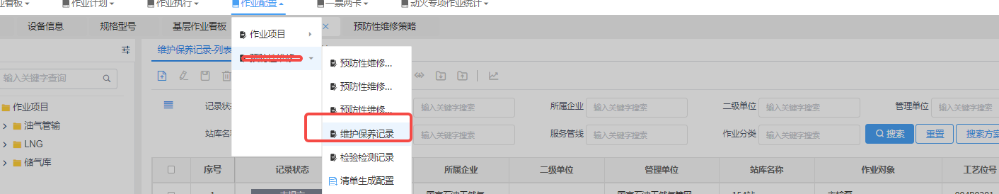 业看板 作业计划 作业执行 作业配置 一票两卡 动火专项作业统计
设备信息 规格型号 基层作业看板 × 预防性维修策略
作业项目
预防性维修
预防性维修...
预防性维修...
预防性维修...
维护保养记录
检验检测记录
清单生成配置
维护保养记录-列表
输入关键字查询
作业项目
油气管输
LNG
储气库
记录状 输入关键字搜索 所属企业 输入关键字搜索 二级单位 输入关键字搜索 管理单位 输入关键字搜索
站库名 输入关键字搜索 服务管线 输入关键字搜索 作业分类 输入关键字搜索 搜索 重置 搜索方案
序号 记录状态 所属企业 二级单位 管理单位 站库名称 作业对象 工艺位号